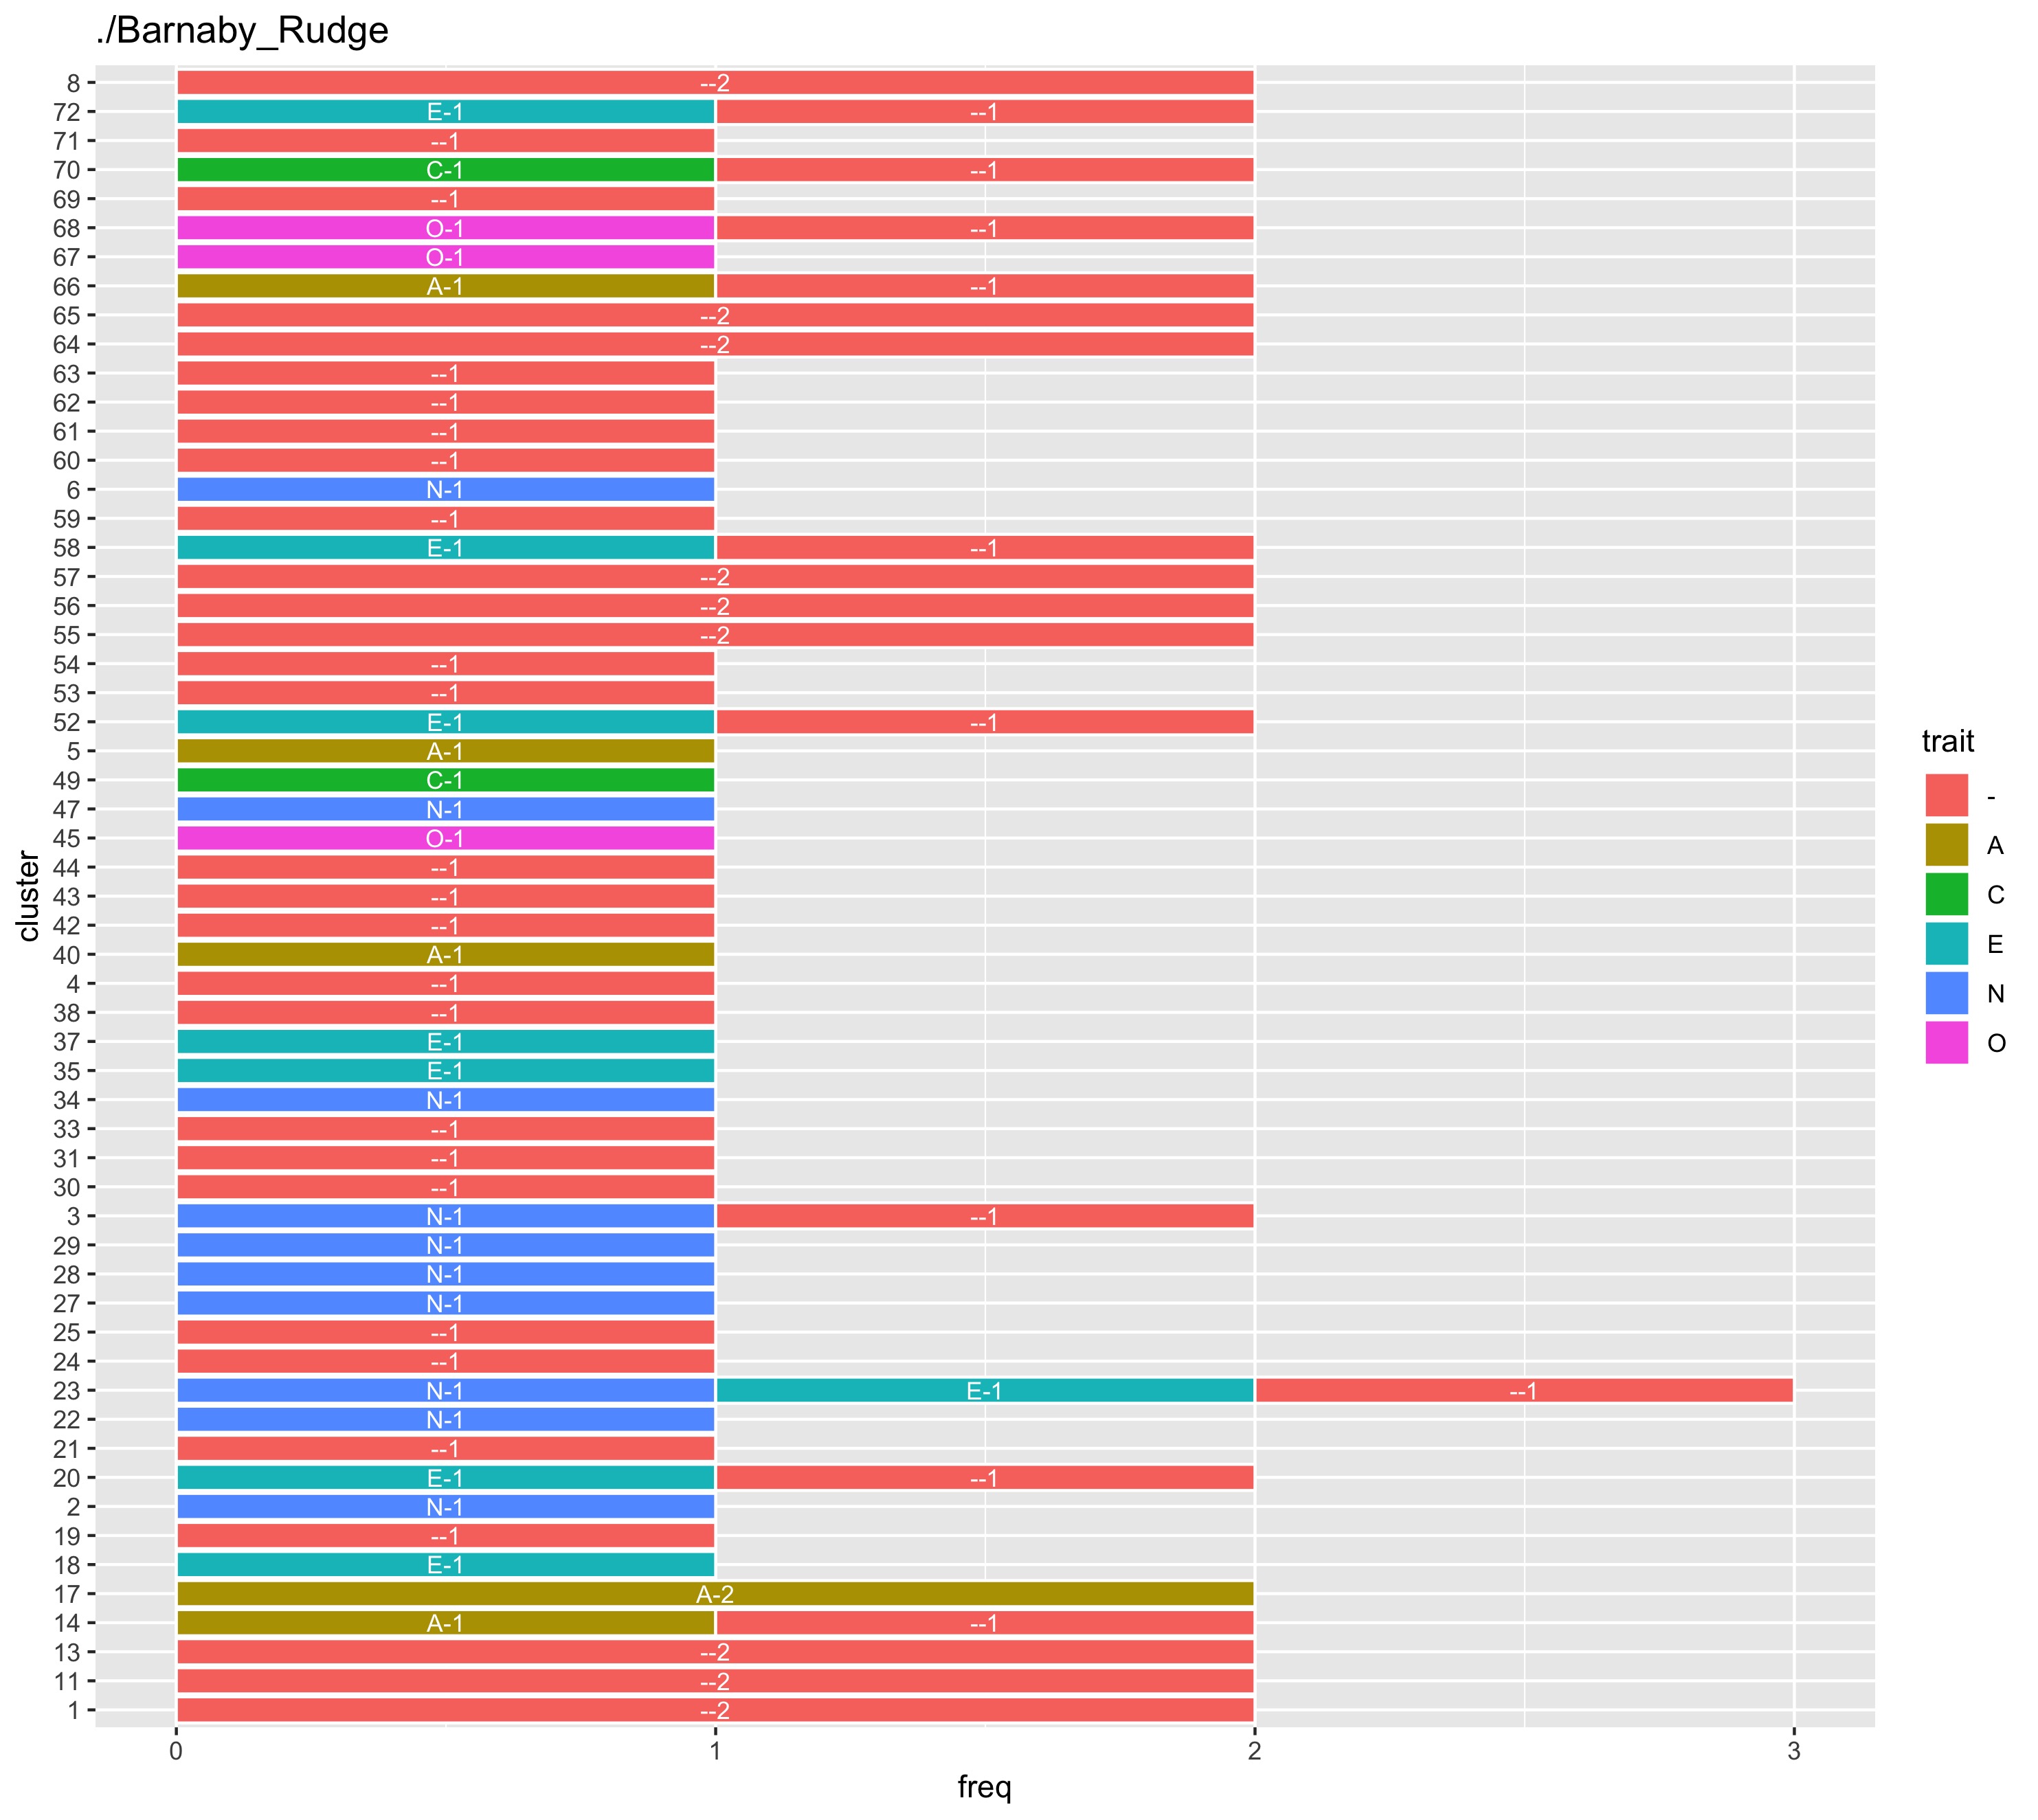 ./Barnaby_Rudge
8 --2
72 E-1 --1
71 --1
70 C-1 --1
69 --1
68 O-1 --1
67 O-1
66 A-1 --1
65 --2
64 --2
63 --1
62 --1
61 --1
60 --1
6 N-1
59 --1
58 E-1 --1
57 --2
56 --2
55 --2
54 --1
53 --1
52 E-1 --1
5 A-1
49 C-1
47 N-1
45 O-1
44 --1
43 --1
42 --1
40 A-1
4 --1
38 --1
37 E-1
35 E-1
34 N-1
33 --1
31 --1
30 --1
3 N-1 --1
29 N-1
28 N-1
27 N-1
25 --1
24 --1
23 N-1 E-1 --1
22 N-1
21 --1
20 E-1 --1
2 N-1
19 --1
18 E-1
17 A-2
14 A-1 --1
13 --2
11 --2
1 --2
0 1 2 3
freq
cluster
trait
-
A
C
E
N
O